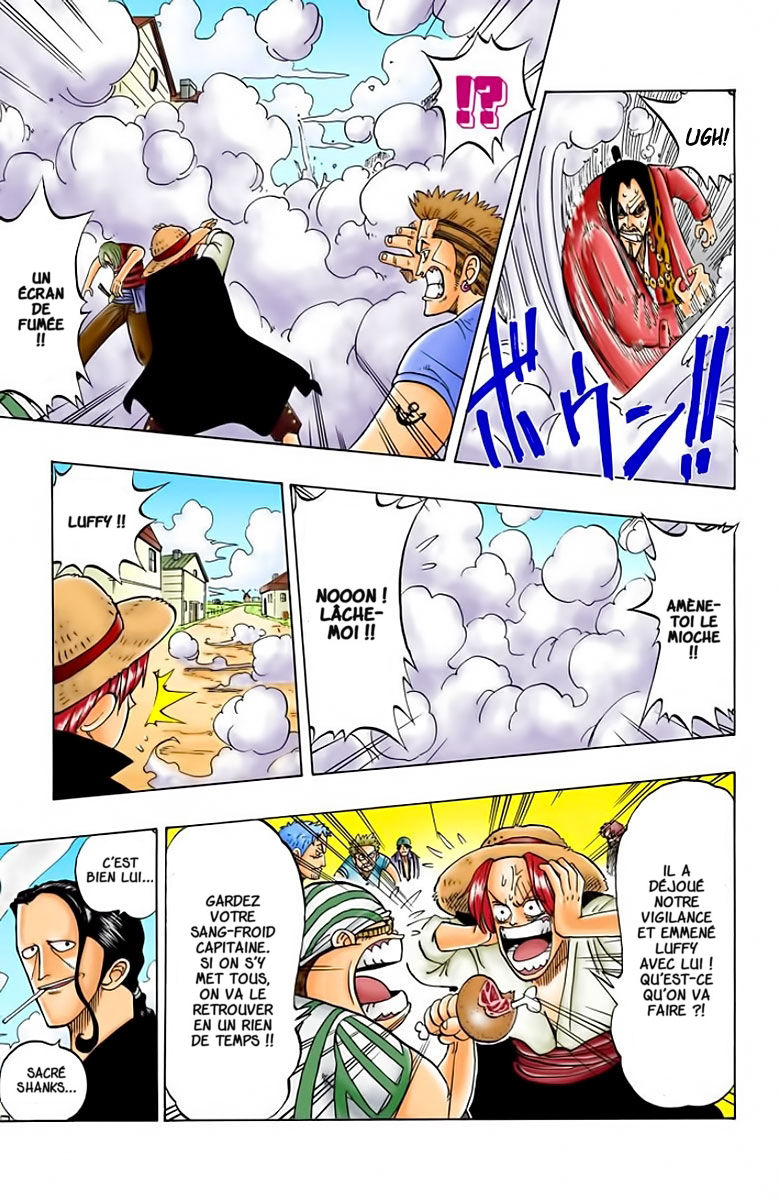 UGH!
ボウン!!
!?
UN
ÉCRAN
DE
FUMÉE
!!
AMÈNE-
TOI LE
MIOCHE
!!
NOOON !
LÂCHE-
MOI !!
LUFFY !!
IL A
DÉJOUÉ
NOTRE
VIGILANCE
ET EMMENÉ
LUFFY
AVEC LUI !
QU'EST-CE
QU'ON VA
FAIRE ?!
GARDEZ
VOTRE
SANG-FROID
CAPITAINE.
SI ON S'Y
MET TOUS,
ON VA LE
RETROUVER
EN UN RIEN
DE TEMPS !!
C'EST
BIEN LUI...
SACRÉ
SHANKS...